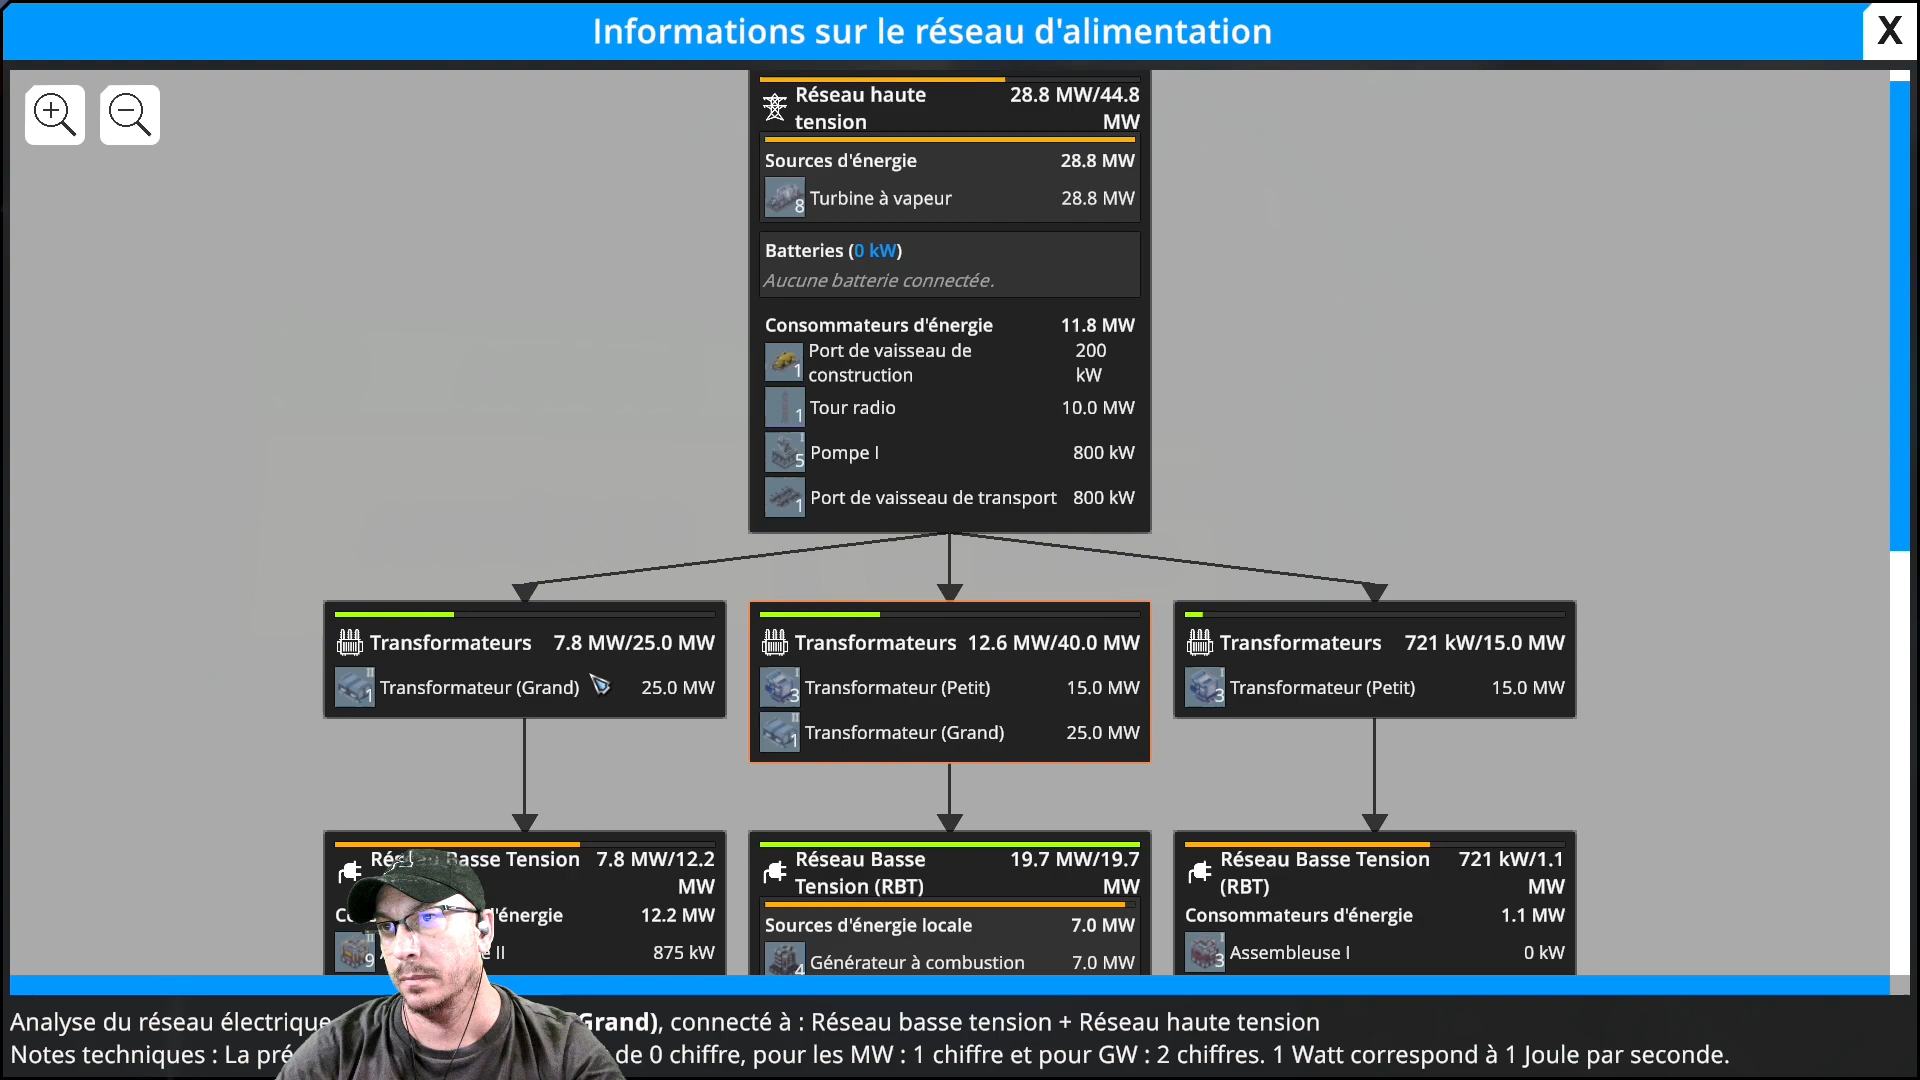 Informations sur le réseau d'alimentation
X
Réseau haute tension 28.8 MW/44.8 MW
Sources d'énergie 28.8 MW
8 Turbine à vapeur 28.8 MW
Batteries (0 kW)
Aucune batterie connectée.
Consommateurs d'énergie 11.8 MW
1 Port de vaisseau de construction 200 kW
1 Tour radio 10.0 MW
I 5 Pompe I 800 kW
1 Port de vaisseau de transport 800 kW
Transformateurs 7.8 MW/25.0 MW
II 1 Transformateur (Grand) 25.0 MW
Transformateurs 12.6 MW/40.0 MW
I 3 Transformateur (Petit) 15.0 MW
II 1 Transformateur (Grand) 25.0 MW
Transformateurs 721 kW/15.0 MW
I 3 Transformateur (Petit) 15.0 MW
Basse Tension 7.8 MW/12.2 MW
d'énergie 12.2 MW
II 9 II 875 kW
Réseau Basse Tension (RBT) 19.7 MW/19.7 MW
Sources d'énergie locale 7.0 MW
4 Générateur à combustion 7.0 MW
Réseau Basse Tension (RBT) 721 kW/1.1 MW
Consommateurs d'énergie 1.1 MW
I 3 Assembleuse I 0 kW
Analyse du réseau électrique Grand), connecté à : Réseau basse tension + Réseau haute tension
Notes techniques : La de 0 chiffre, pour les MW : 1 chiffre et pour GW : 2 chiffres. 1 Watt correspond à 1 Joule par seconde.